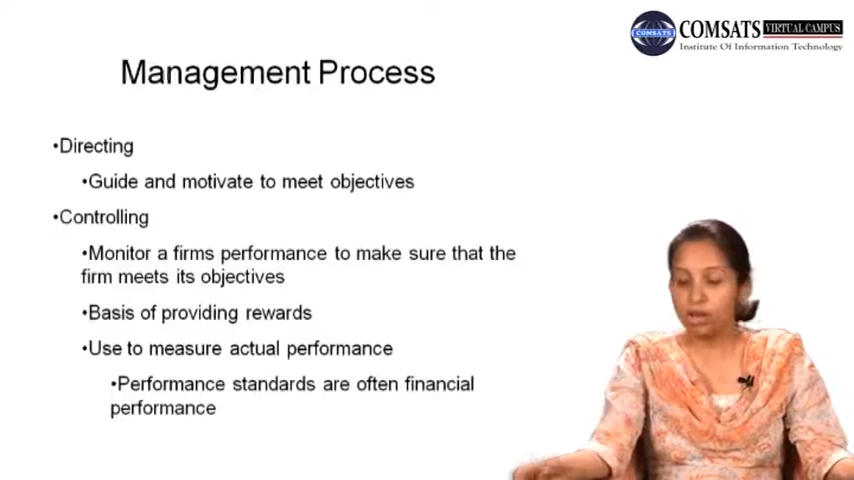 COMSATS VIRTUAL CAMPUS
COMSATS
Institute Of Information Technology
Management Process
•Directing
•Guide and motivate to meet objectives
•Controlling
•Monitor a firms performance to make sure that the
firm meets its objectives
•Basis of providing rewards
•Use to measure actual performance
•Performance standards are often financial
performance